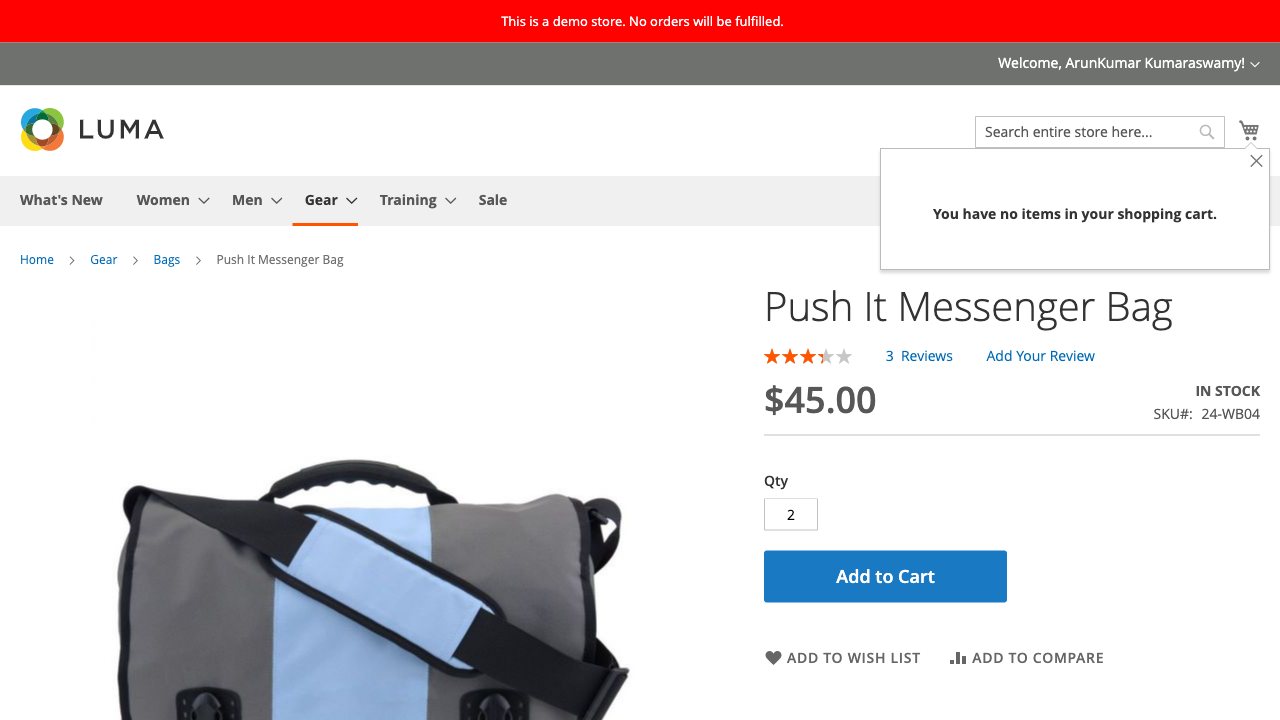 This is a demo store. No orders will be fulfilled.
Welcome, ArunKumar Kumaraswamy!
LUMA
Search entire store here...
What's New Women Men Gear Training Sale
You have no items in your shopping cart.
Home Gear Bags Push It Messenger Bag
Push It Messenger Bag
3 Reviews Add Your Review
$45.00
IN STOCK
SKU#: 24-WB04
Qty
2
Add to Cart
ADD TO WISH LIST ADD TO COMPARE